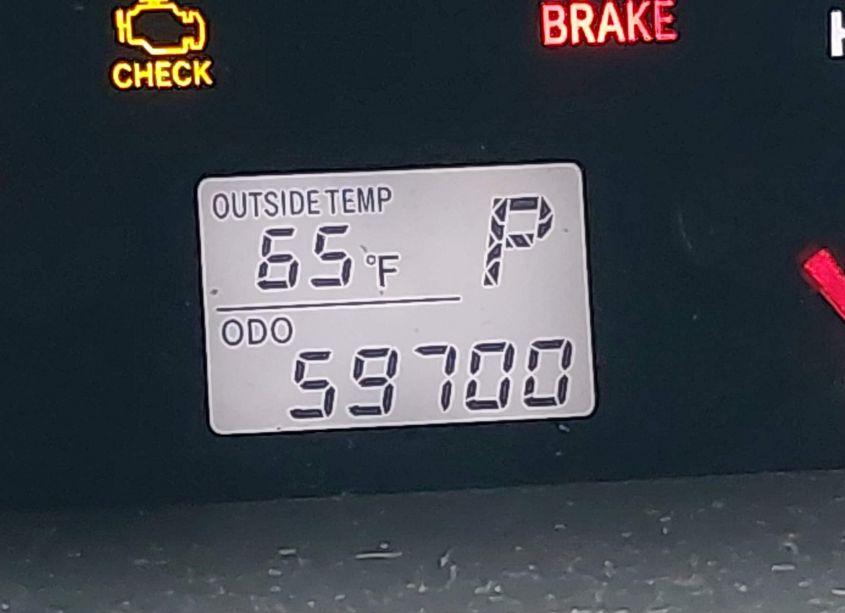 CHECK
BRAKE
OUTSIDE TEMP
65°F
P
ODO
59700